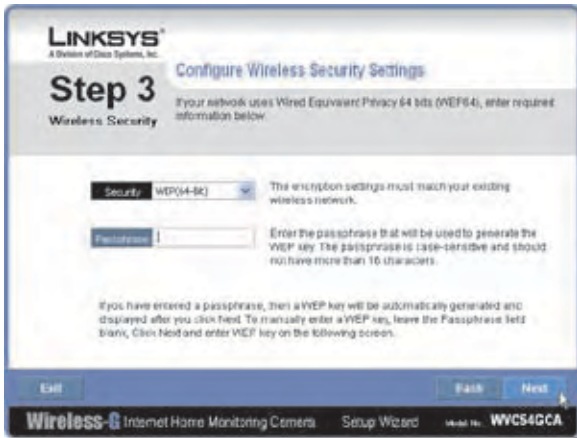 LINKSYS®
A Division of Cisco Systems, Inc.
Step 3
Wireless Security
Configure Wireless Security Settings
If your network uses Wired Equivalent Privacy 64 bits (WEP64), enter required
information below.
Security WEP(64-Bit)
The encryption settings must match your existing
wireless network.
Passphrase
Enter the passphrase that will be used to generate the
WEP key. The passphrase is case-sensitive and should
not have more than 16 characters.
If you have entered a passphrase, then a WEP key will be automatically generated and
displayed after you click Next. To manually enter a WEP key, leave the Passphrase field
blank, Click Next and enter WEP key on the following screen.
Exit
Back
Next
Wireless-G Internet Home Monitoring Camera Setup Wizard Model No. WVC54GCA